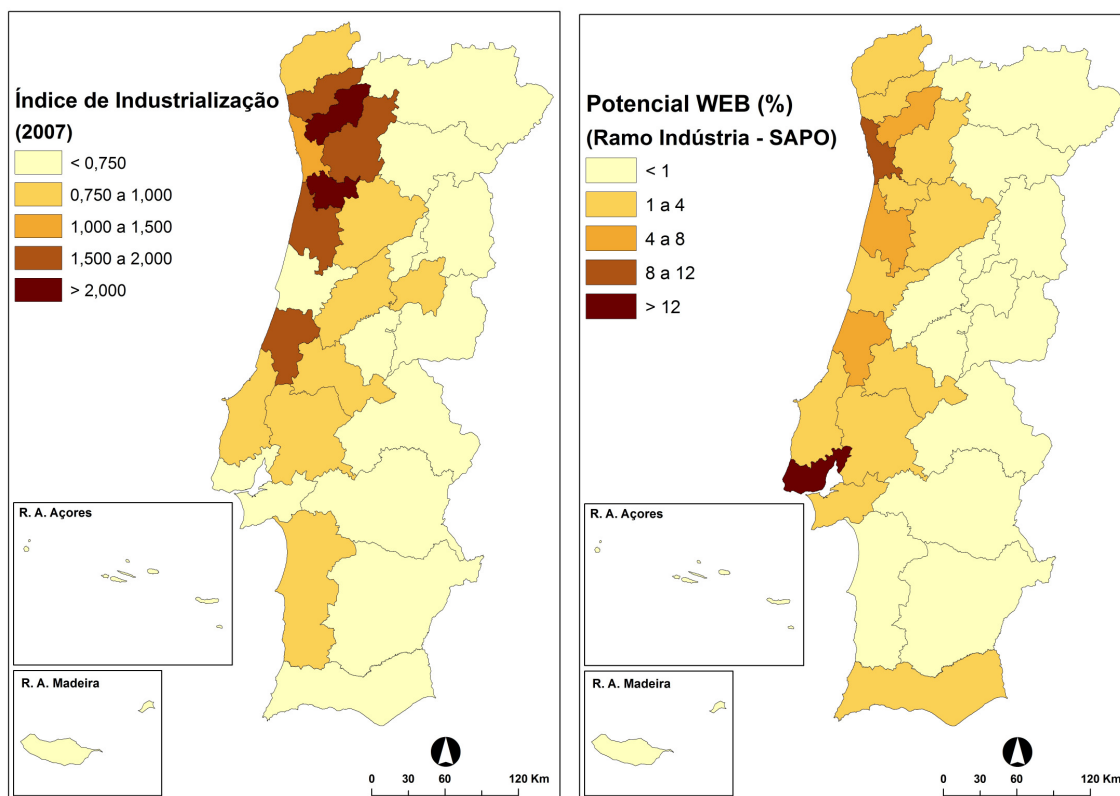 Índice de Industrialização
(2007)
< 0,750
0,750 a 1,000
1,000 a 1,500
1,500 a 2,000
> 2,000
R. A. Açores
R. A. Madeira
0 30 60 120 Km
Potencial WEB (%)
(Ramo Indústria - SAPO)
< 1
1 a 4
4 a 8
8 a 12
> 12
R. A. Açores
R. A. Madeira
0 30 60 120 Km